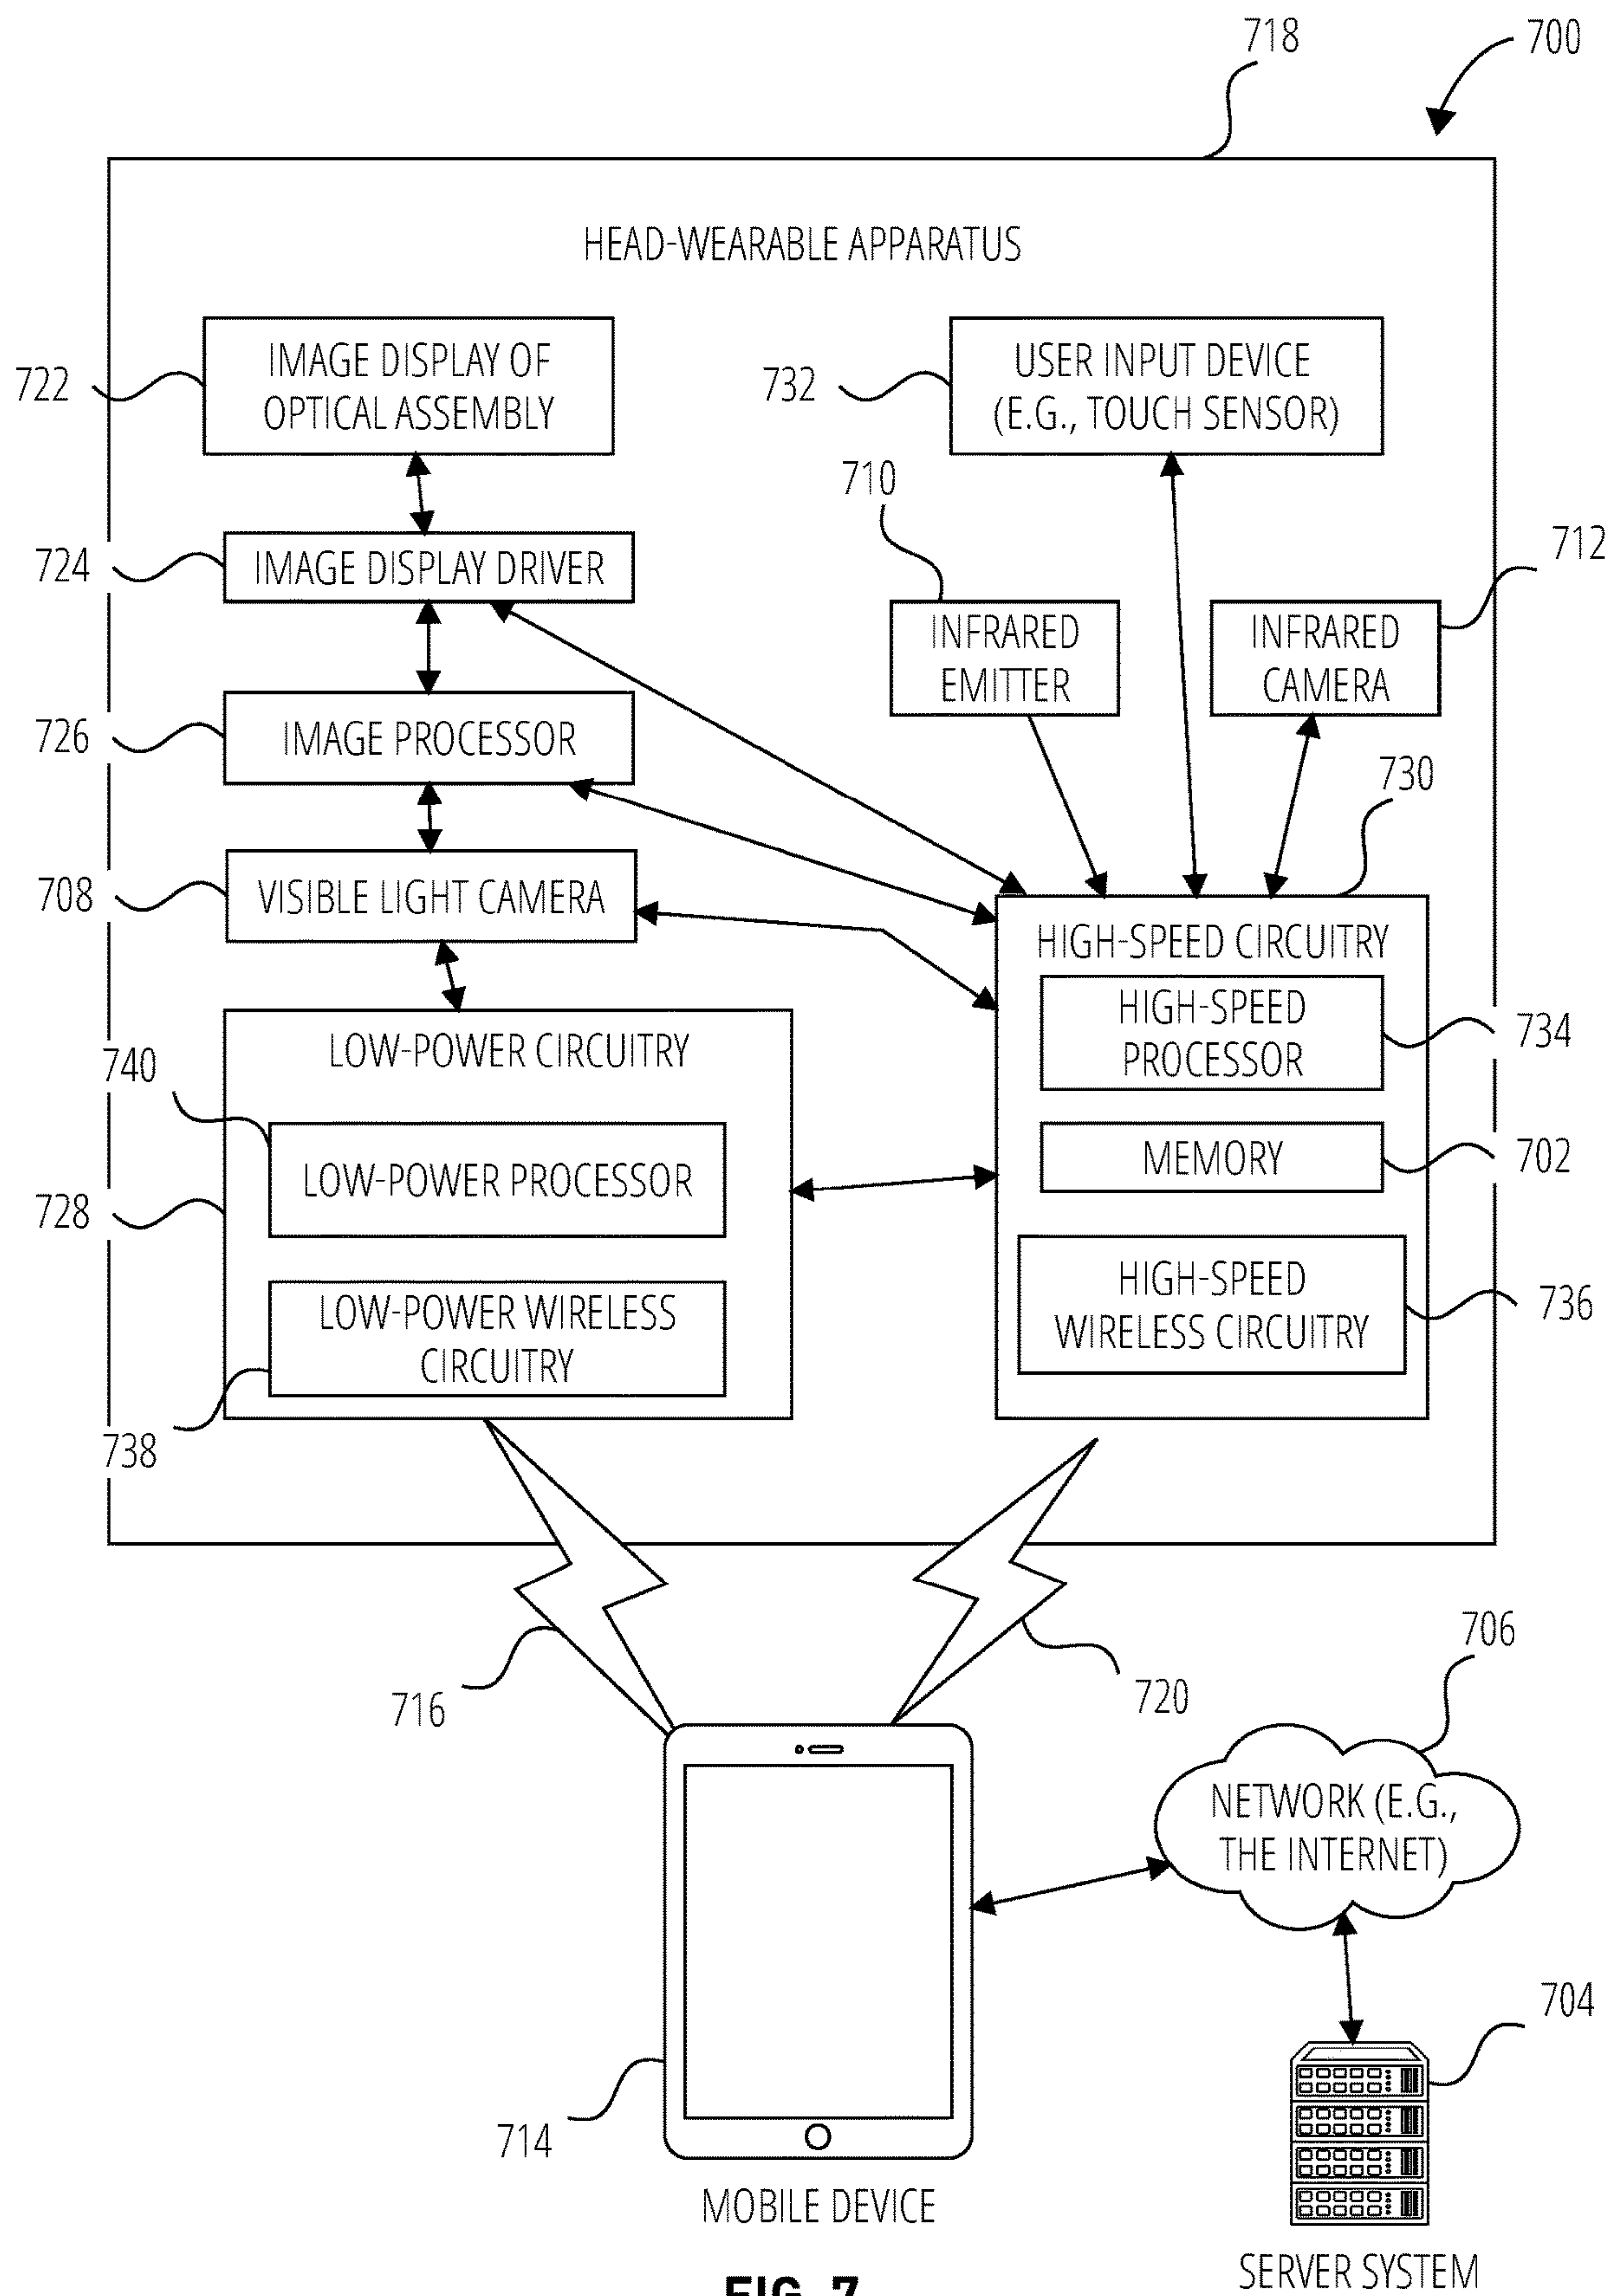 718
700
HEAD-WEARABLE APPARATUS
722
IMAGE DISPLAY OF
OPTICAL ASSEMBLY
732
USER INPUT DEVICE
(E.G., TOUCH SENSOR)
710
712
724
IMAGE DISPLAY DRIVER
INFRARED
EMITTER
INFRARED
CAMERA
726
IMAGE PROCESSOR
730
708
VISIBLE LIGHT CAMERA
HIGH-SPEED CIRCUITRY
HIGH-SPEED
PROCESSOR
734
LOW-POWER CIRCUITRY
740
LOW-POWER PROCESSOR
MEMORY
702
728
LOW-POWER WIRELESS
CIRCUITRY
HIGH-SPEED
WIRELESS CIRCUITRY
736
738
716
720
706
NETWORK (E.G.,
THE INTERNET)
704
714
MOBILE DEVICE
SERVER SYSTEM
FIG. 7